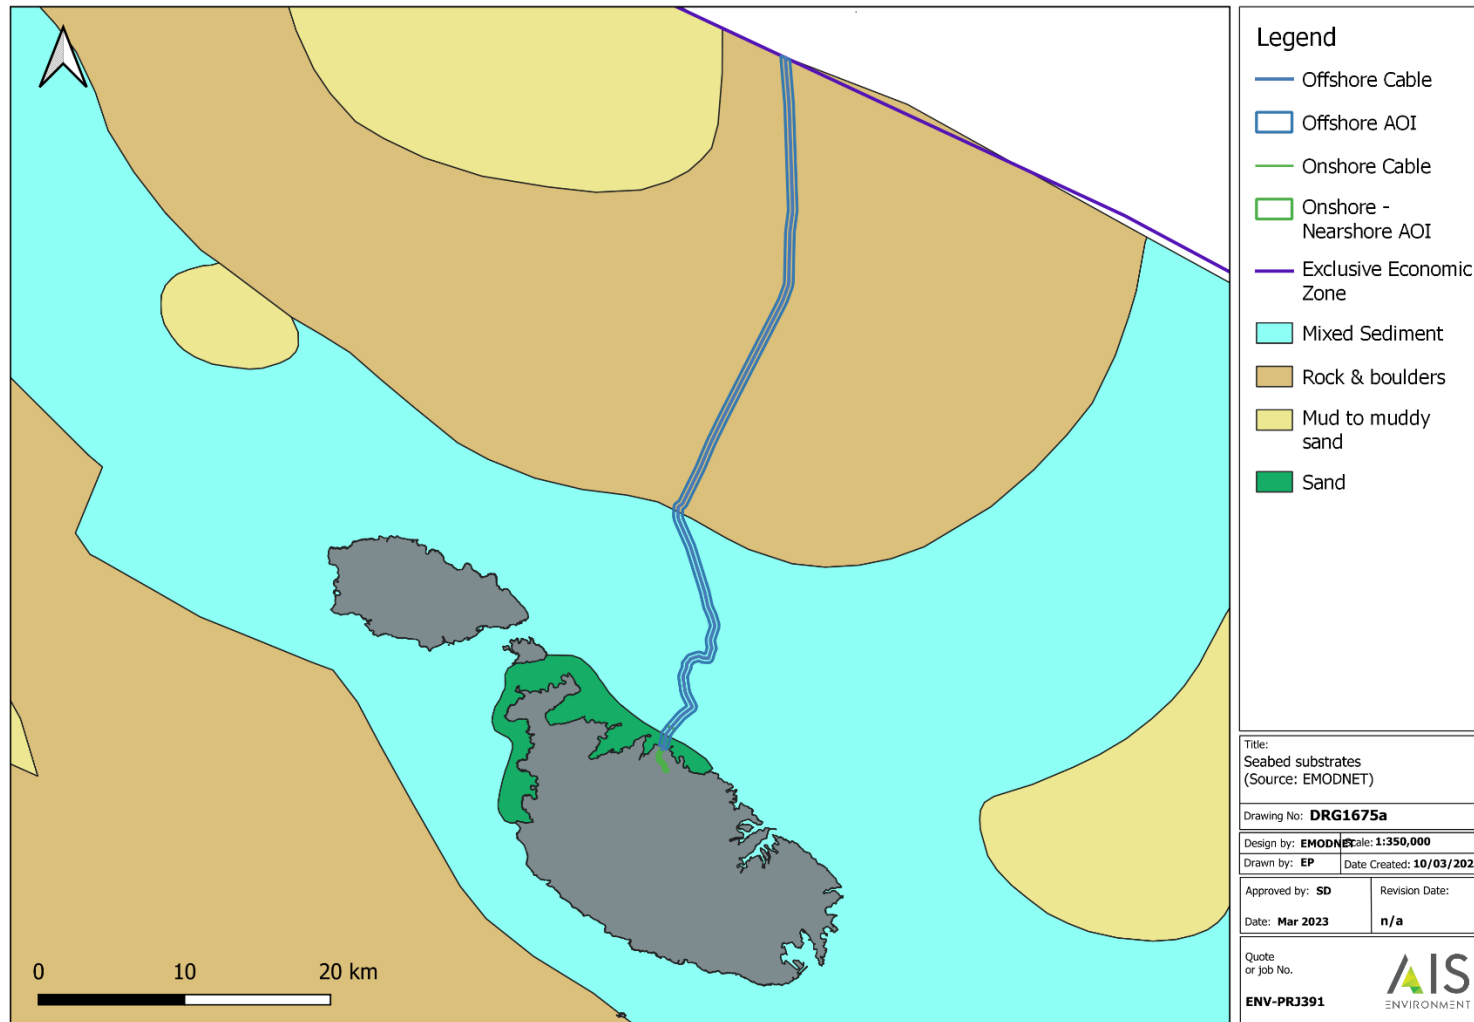 Legend
Offshore Cable
Offshore AOI
Onshore Cable
Onshore -
Nearshore AOI
Exclusive Economic
Zone
Mixed Sediment
Rock & boulders
Mud to muddy
sand
Sand
0 10 20 km
Title:
Seabed substrates
(Source: EMODNET)
Drawing No: DRG1675a
Design by: EMODNET Scale: 1:350,000
Drawn by: EP Date Created: 10/03/202
Approved by: SD Revision Date:
Date: Mar 2023 n/a
Quote
or job No.
ENV-PRJ391
AIS
ENVIRONMENT